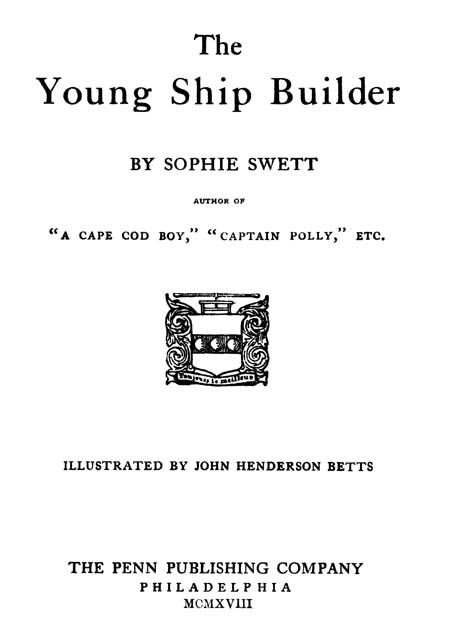 The
Young Ship Builder
BY SOPHIE SWETT
AUTHOR OF
"A CAPE COD BOY," "CAPTAIN POLLY," ETC.
Toujours le meilleur
ILLUSTRATED BY JOHN HENDERSON BETTS
THE PENN PUBLISHING COMPANY
PHILADELPHIA
MCMXVIII